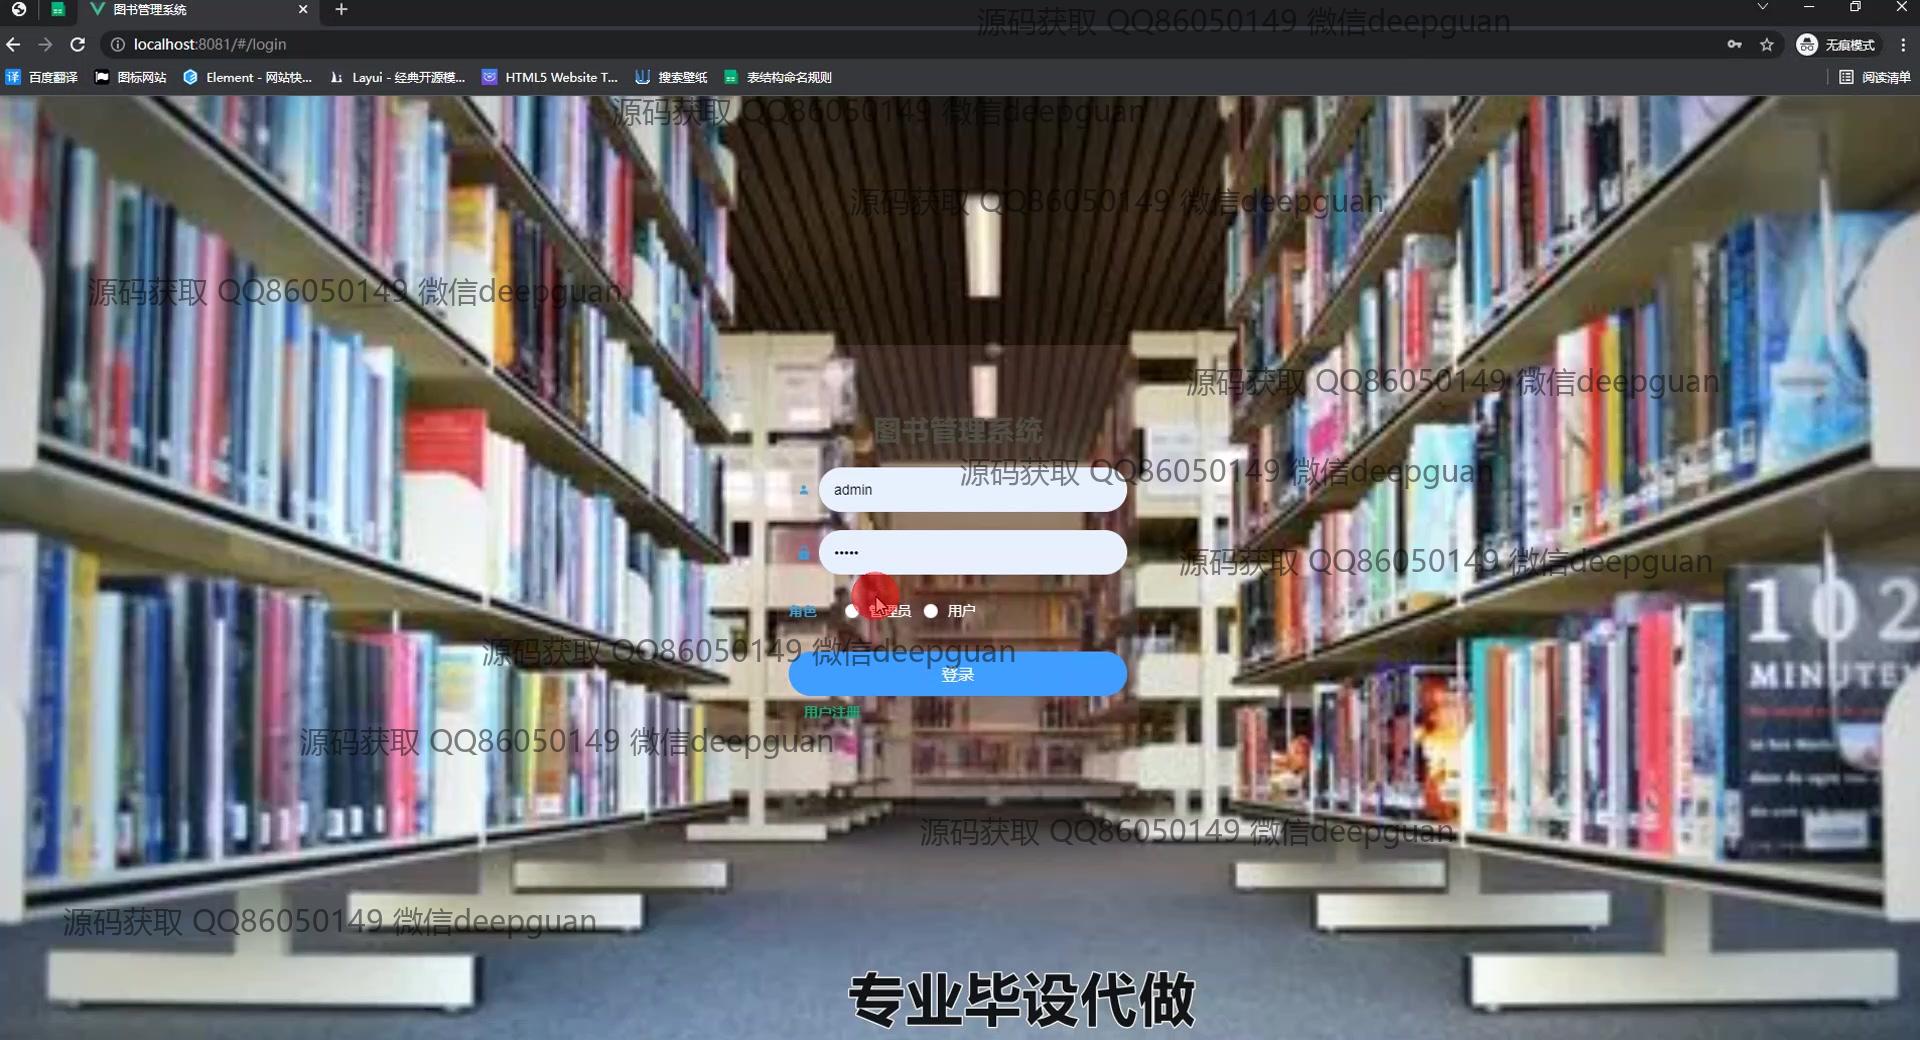 图书管理系统
源码获取 QQ86050149 微信deepguan
localhost:8081/#/login
无痕模式
百度翻译
图标网站
Element - 网站快...
Layui - 经典开源模...
HTML5 Website T...
搜索壁纸
表结构命名规则
阅读清单
源码获取 QQ86050149 微信deepguan
源码获取 QQ86050149 微信deepguan
源码获取 QQ86050149 微信deepguan
源码获取 QQ86050149 微信deepguan
图书管理系统
源码获取 QQ86050149 微信deepguan
admin
源码获取 QQ86050149 微信deepguan
102
MINUTE
角色 管理员 用户
源码获取 QQ86050149 微信deepguan
登录
用户注册
源码获取 QQ86050149 微信deepguan
源码获取 QQ86050149 微信deepguan
源码获取 QQ86050149 微信deepguan
专业毕设代做